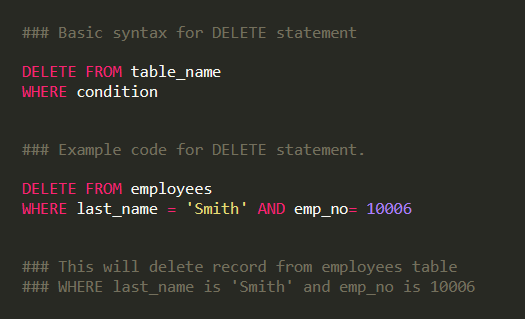 ### Basic syntax for DELETE statement
DELETE FROM table_name
WHERE condition
### Example code for DELETE statement.
DELETE FROM employees
WHERE last_name = 'Smith' AND emp_no= 10006
### This will delete record from employees table
### WHERE last_name is 'Smith' and emp_no is 10006